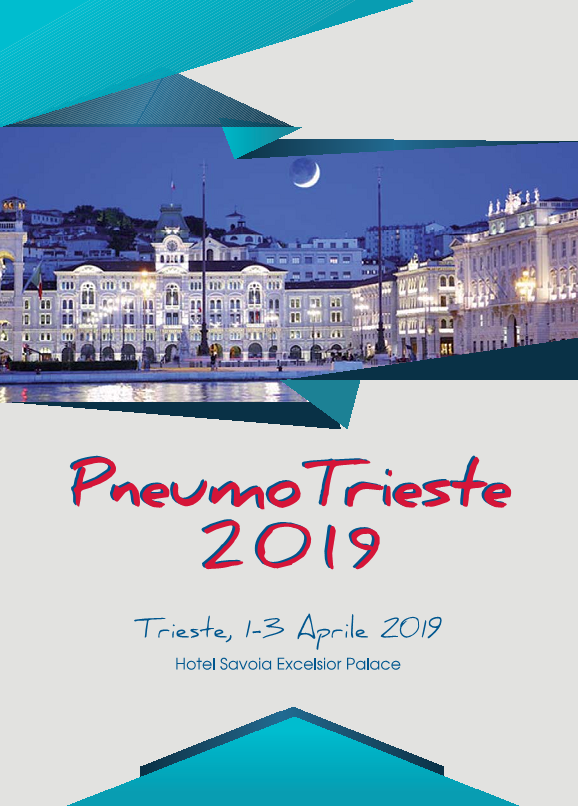 PneumoTrieste
2019
Trieste, 1-3 Aprile 2019
Hotel Savoia Excelsior Palace